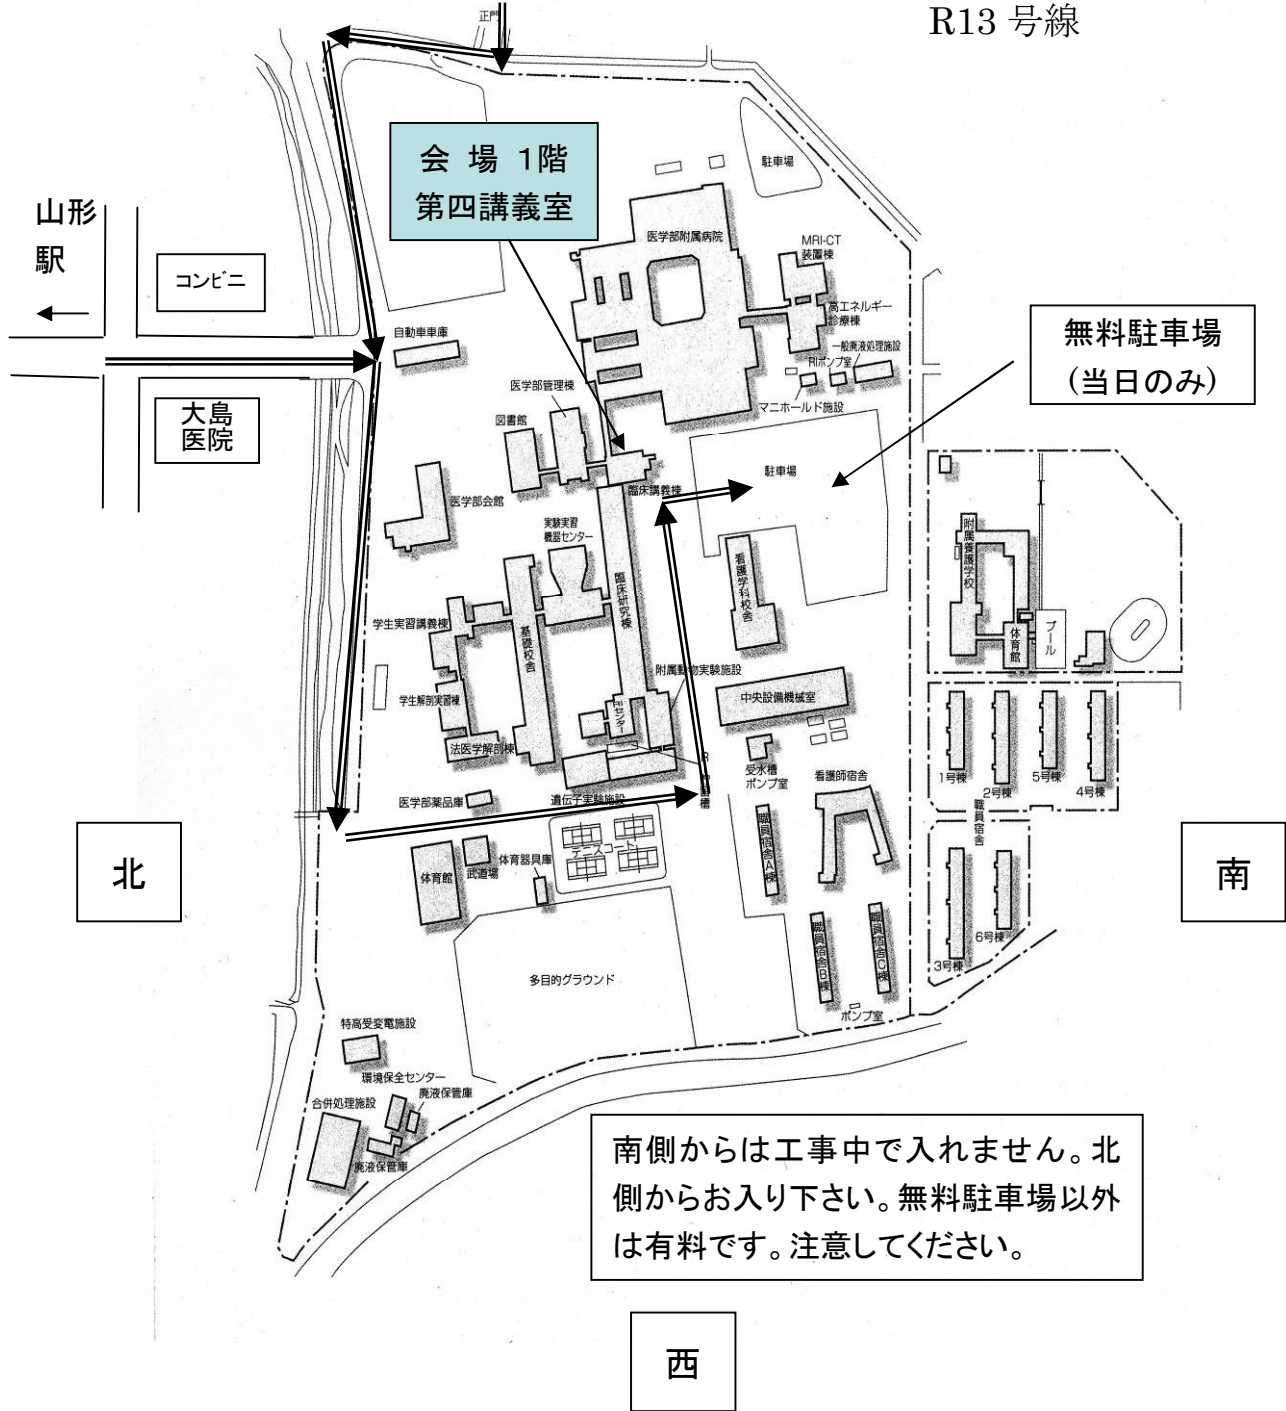 正門
R13 号線
会 場 1階
第四講義室
駐車場
山形
駅
←
コンビニ
医学部附属病院
MRI-CT
装置棟
高エネルギー
診療棟
自動車車庫
一般廃液処理施設
RIポンプ室
無料駐車場
(当日のみ)
医学部管理棟
マニホールド施設
大島
医院
図書館
駐車場
臨床講義棟
医学部会館
実験実習
機器センター
附属養護学校
看護学科校舎
臨床研究棟
学生実習講義棟
基礎校舎
体育館
プール
附属動物実験施設
学生解剖実習棟
RIセンター
中央設備機械室
法医学解剖棟
受水槽
ポンプ室
看護師宿舎
1号棟
2号棟
5号棟
4号棟
職員宿舎
医学部薬品庫
遺伝子実験施設
テニスコート
職員宿舎A棟
北
体育館
武道場
体育器具庫
南
職員宿舎B棟
職員宿舎C棟
3号棟
6号棟
多目的グラウンド
ポンプ室
特高受変電施設
環境保全センター
廃液保管庫
合併処理施設
廃液保管庫
南側からは工事中で入れません。北
側からお入り下さい。無料駐車場以外
は有料です。注意してください。
西